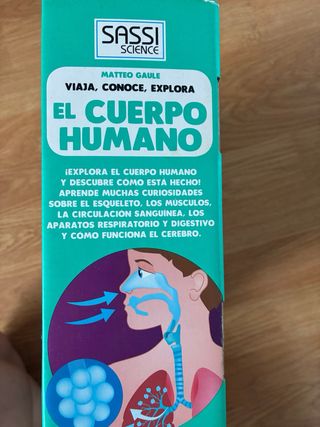 SASSI
SCIENCE
MATTEO GAULE
VIAJA, CONOCE, EXPLORA
EL CUERPO
HUMANO
¡EXPLORA EL CUERPO HUMANO
Y DESCUBRE COMO ESTÁ HECHO!
APRENDE MUCHAS CURIOSIDADES
SOBRE EL ESQUELETO, LOS MÚSCULOS,
LA CIRCULACIÓN SANGUÍNEA, LOS
APARATOS RESPIRATORIO Y DIGESTIVO
Y CÓMO FUNCIONA EL CEREBRO.